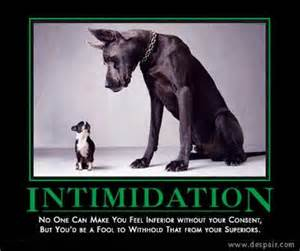 INTIMIDATION
NO ONE CAN MAKE YOU FEEL INFERIOR WITHOUT YOUR CONSENT,
BUT YOU'D BE A FOOL TO WITHHOLD THAT FROM YOUR SUPERIORS.
www.despair.com